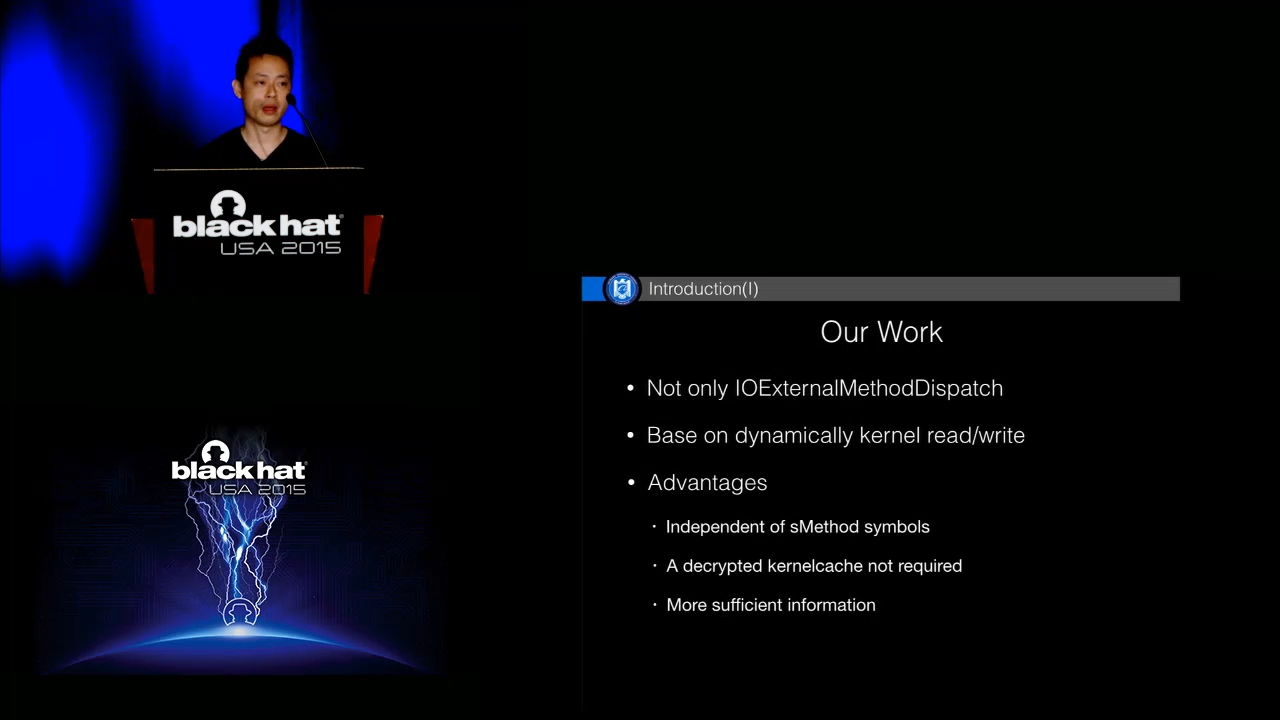 black hat
USA 2015
black hat
USA 2015
Introduction(I)
Our Work
• Not only IOExternalMethodDispatch
• Base on dynamically kernel read/write
• Advantages
· Independent of sMethod symbols
· A decrypted kernelcache not required
· More sufficient information